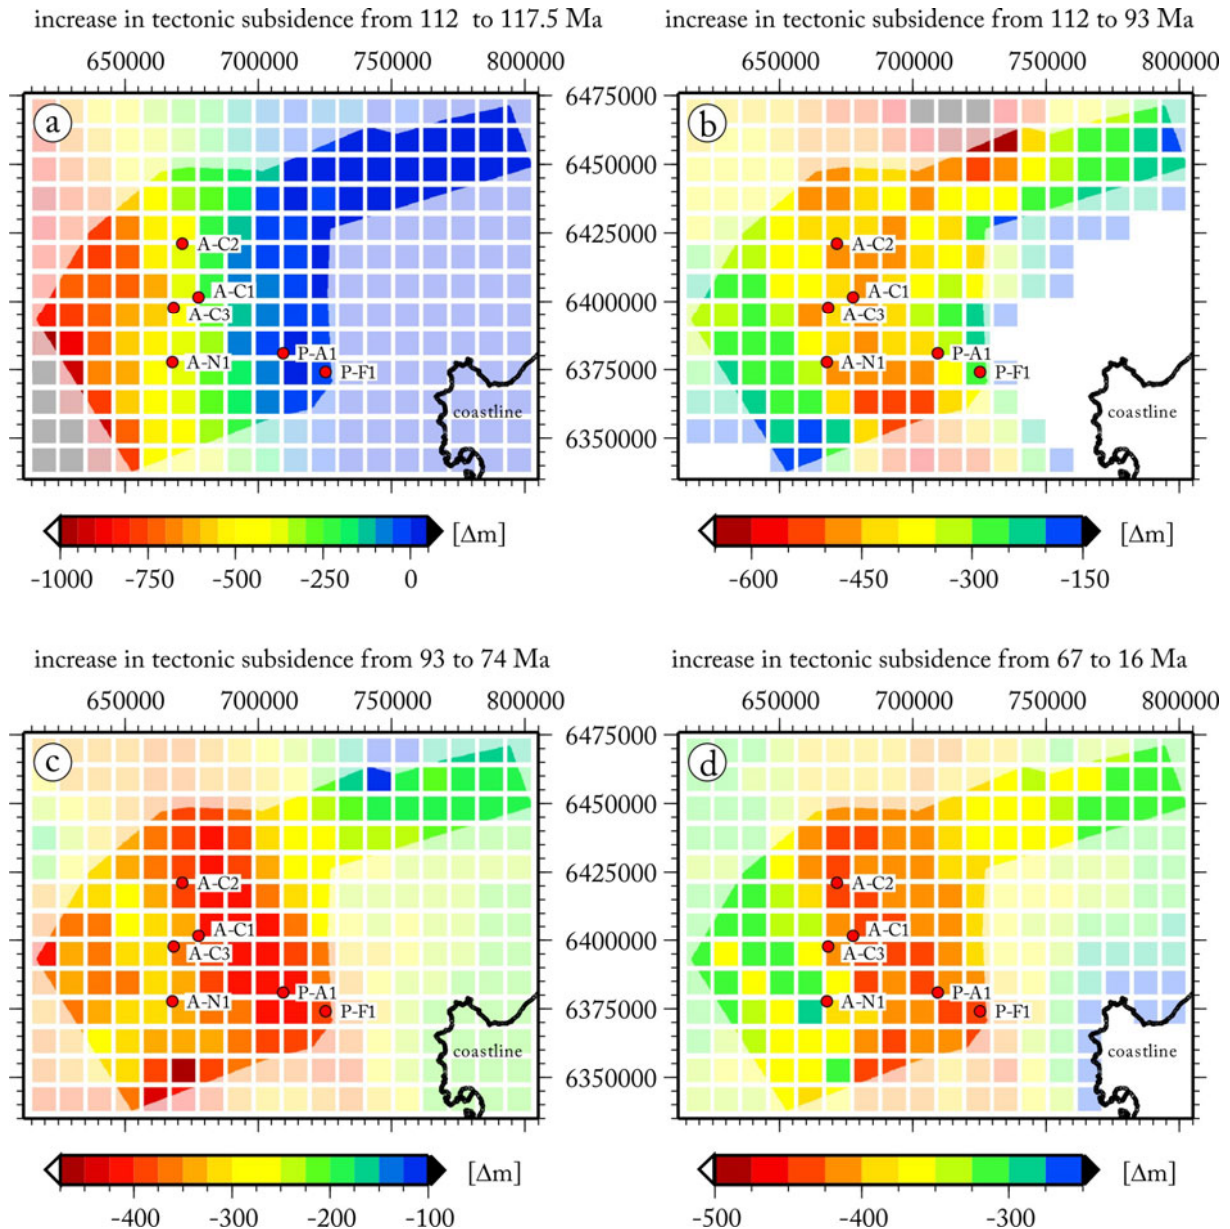 increase in tectonic subsidence from 112 to 117.5 Ma
increase in tectonic subsidence from 112 to 93 Ma
650000 700000 750000 800000
650000 700000 750000 800000
a
b
6475000
6450000
6425000
6400000
6375000
6350000
A-C2
A-C1
A-C3
A-N1
P-A1
P-F1
coastline
A-C2
A-C1
A-C3
A-N1
P-A1
P-F1
coastline
[Δm]
-1000 -750 -500 -250 0
[Δm]
-600 -450 -300 -150
increase in tectonic subsidence from 93 to 74 Ma
increase in tectonic subsidence from 67 to 16 Ma
650000 700000 750000 800000
650000 700000 750000 800000
c
d
6475000
6450000
6425000
6400000
6375000
6350000
A-C2
A-C1
A-C3
A-N1
P-A1
P-F1
coastline
A-C2
A-C1
A-C3
A-N1
P-A1
P-F1
coastline
[Δm]
-400 -300 -200 -100
[Δm]
-500 -400 -300